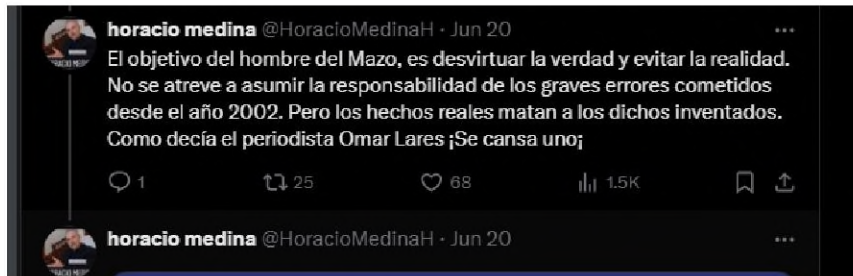 horacio medina @HoracioMedinaH · Jun 20
El objetivo del hombre del Mazo, es desvirtuar la verdad y evitar la realidad.
No se atreve a asumir la responsabilidad de los graves errores cometidos
desde el año 2002. Pero los hechos reales matan a los dichos inventados.
Como decía el periodista Omar Lares ¡Se cansa uno¡
1 25 68 1.5K
horacio medina @HoracioMedinaH · Jun 20